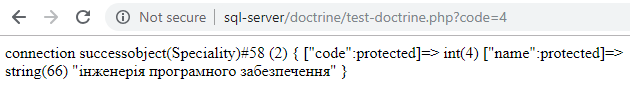 Not secure | sql-server/doctrine/test-doctrine.php?code=4
connection successobject(Speciality)#58 (2) { ["code":protected]=> int(4) ["name":protected]=>
string(66) "інженерія програмного забезпечення" }